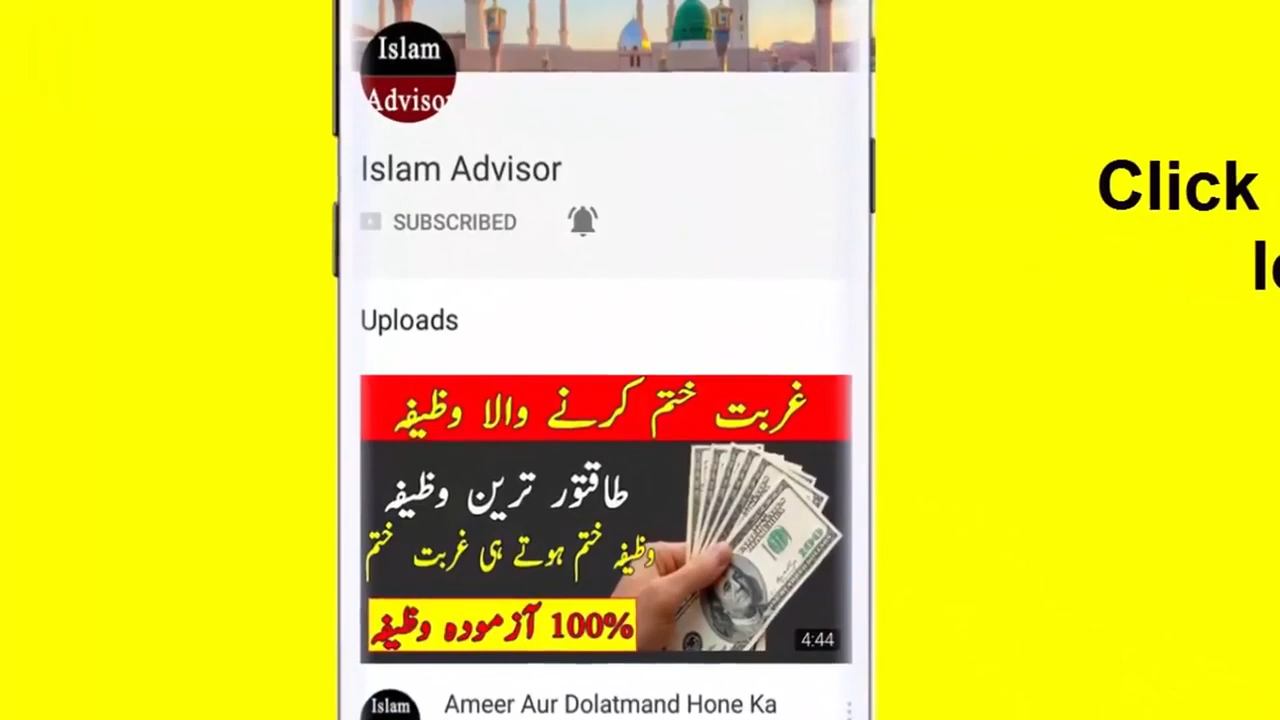 Islam
Advisor
Islam Advisor
SUBSCRIBED
Click
Uploads
غربت ختم کرنے والا وظیفہ
طاقتور ترین وظیفہ
وظیفہ ختم ہوتے ہی غربت ختم
100% آزمودہ وظیفہ
4:44
Islam
Ameer Aur Dolatmand Hone Ka